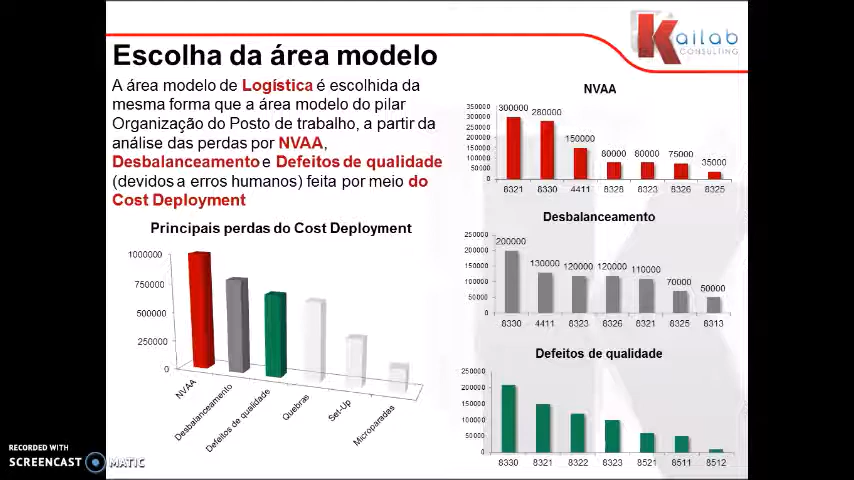 Kailab
CONSULTING
Escolha da área modelo
A área modelo de Logística é escolhida da
mesma forma que a área modelo do pilar
Organização do Posto de trabalho, a partir da
análise das perdas por NVAA,
Desbalanceamento e Defeitos de qualidade
(devidos a erros humanos) feita por meio do
Cost Deployment
Principais perdas do Cost Deployment
1000000
750000
500000
250000
0
NVAA
Desbalanceamento
Defeitos de qualidade
Quebras
Set-Up
Microparadas
NVAA
350000
300000
250000
200000
150000
100000
50000
0
300000 280000 150000 80000 80000 75000 35000
8321 8330 4411 8328 8323 8326 8325
Desbalanceamento
250000
200000
150000
100000
50000
0
200000 130000 120000 120000 110000 70000 50000
8330 4411 8323 8326 8321 8325 8313
Defeitos de qualidade
250000
200000
150000
100000
50000
0
8330 8321 8322 8323 8521 8511 8512
RECORDED WITH
SCREENCAST MATIC